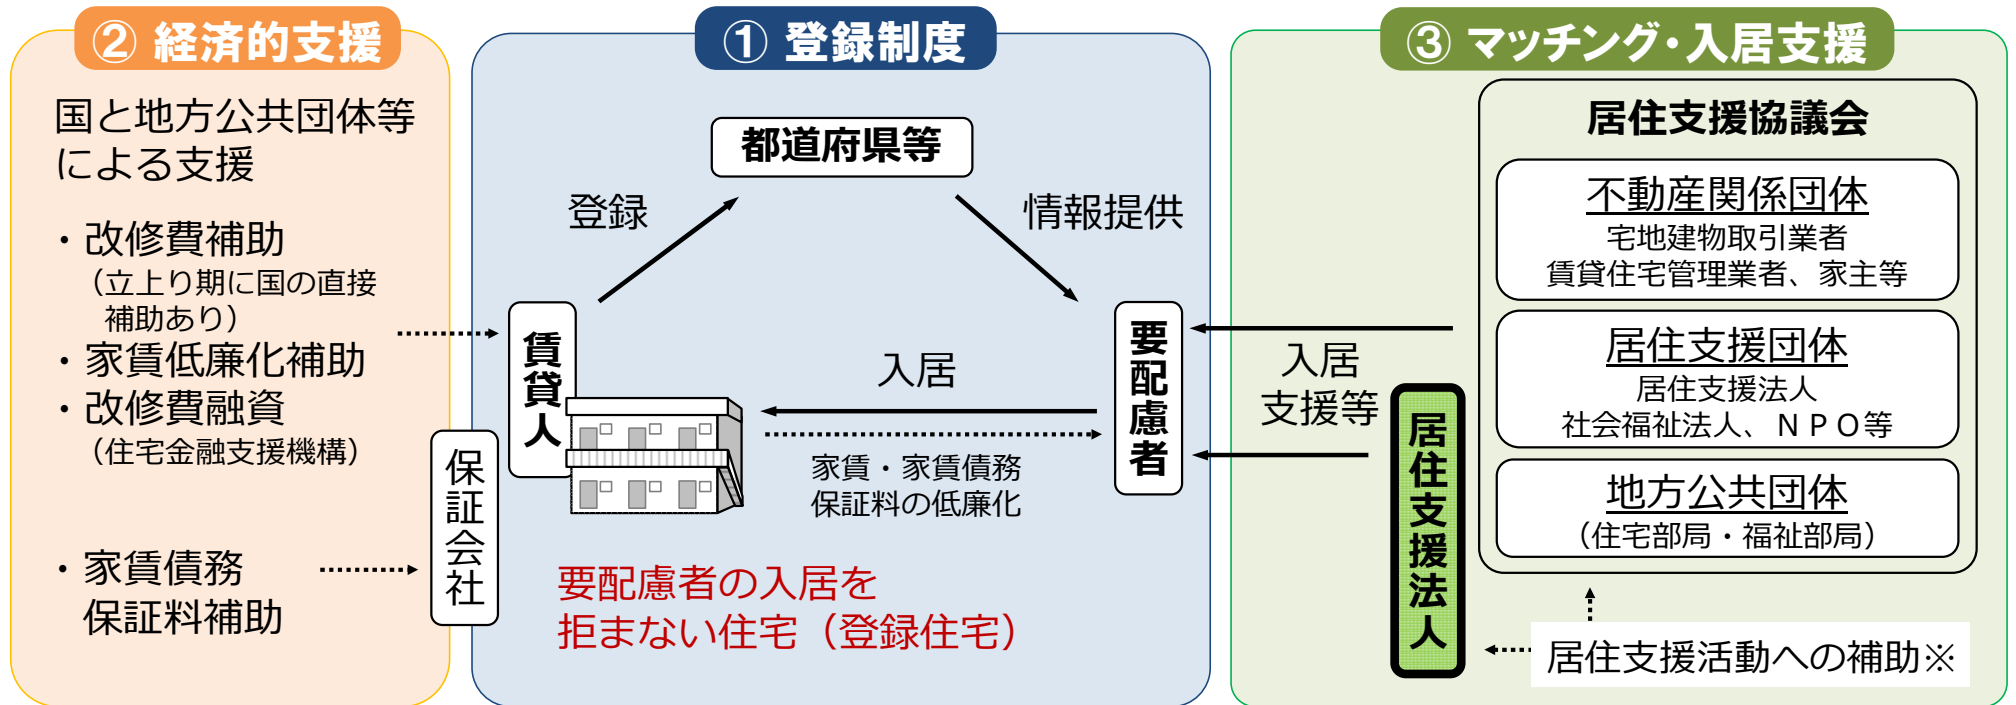 ② 経済的支援
国と地方公共団体等
による支援
・改修費補助
（立上り期に国の直接
補助あり）
・家賃低廉化補助
・改修費融資
（住宅金融支援機構）
・家賃債務
保証料補助
保証会社
① 登録制度
都道府県等
登録
情報提供
賃貸人
入居
要配慮者
家賃・家賃債務
保証料の低廉化
要配慮者の入居を
拒まない住宅（登録住宅）
③ マッチング・入居支援
居住支援協議会
不動産関係団体
宅地建物取引業者
賃貸住宅管理業者、家主等
居住支援団体
居住支援法人
社会福祉法人、ＮＰＯ等
地方公共団体
（住宅部局・福祉部局）
入居
支援等
居住支援法人
居住支援活動への補助※